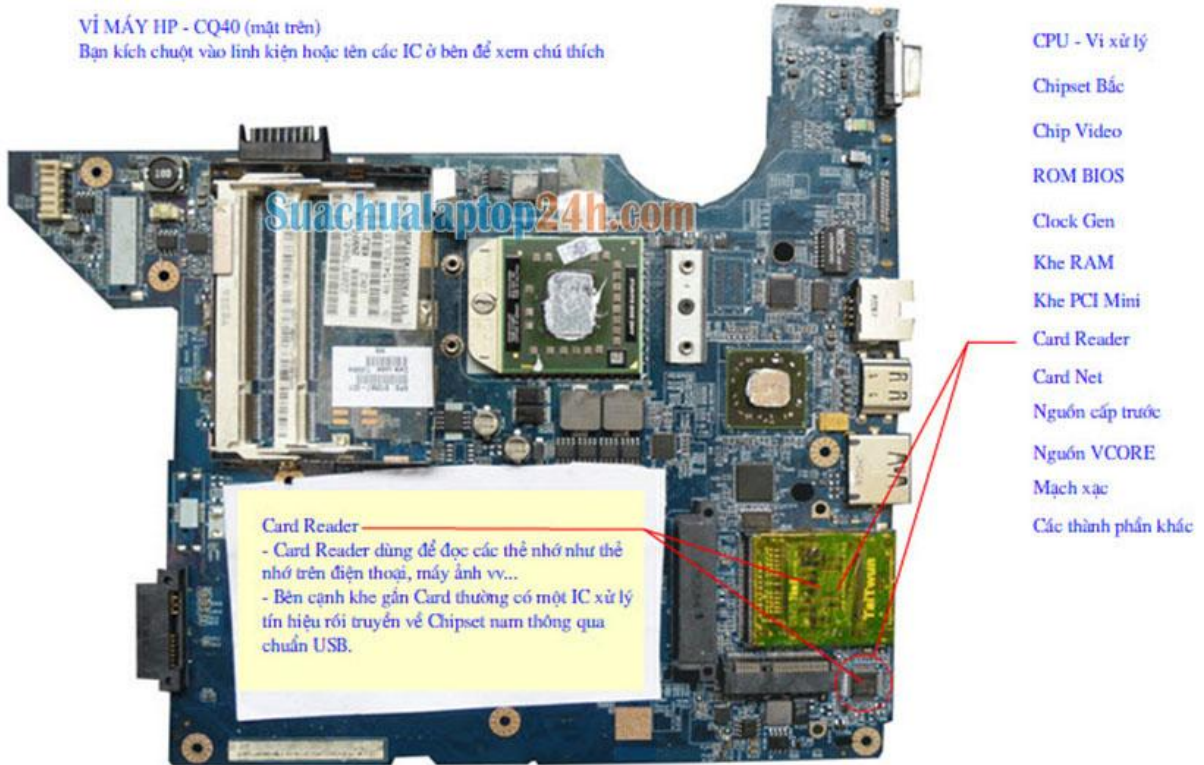 VỈ MÁY HP - CQ40 (mặt trên)
Bạn kích chuột vào linh kiện hoặc tên các IC ở bên để xem chú thích
Suachualaptop24h.com
CPU - Vi xử lý
Chipset Bắc
Chip Video
ROM BIOS
Clock Gen
Khe RAM
Khe PCI Mini
Card Reader
Card Net
Nguồn cấp trước
Nguồn VCORE
Mạch xạc
Các thành phần khác
Card Reader
- Card Reader dùng để đọc các thẻ nhớ như thẻ
nhớ trên điện thoại, máy ảnh vv...
- Bên cạnh khe gắn Card thường có một IC xử lý
tín hiệu rồi truyền về Chipset nam thông qua
chuẩn USB.